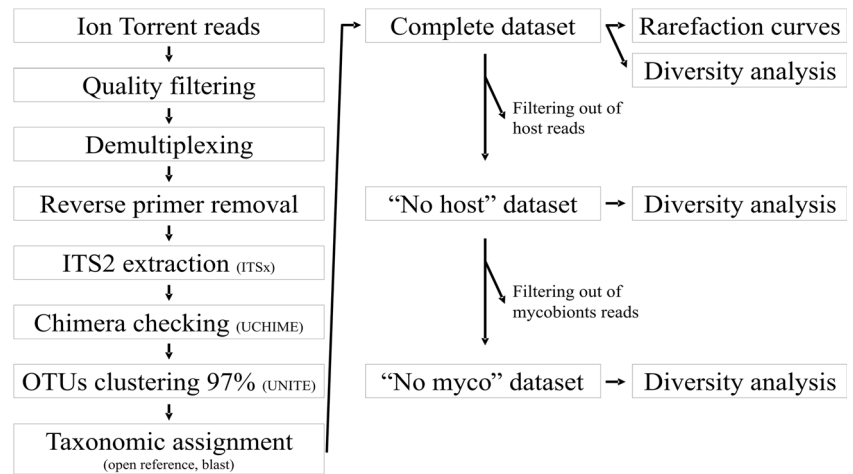 Ion Torrent reads
Quality filtering
Demultiplexing
Reverse primer removal
ITS2 extraction (ITSx)
Chimera checking (UCHIME)
OTUs clustering 97% (UNITE)
Taxonomic assignment
(open reference, blast)
Complete dataset
Rarefaction curves
Diversity analysis
Filtering out of
host reads
“No host” dataset
Diversity analysis
Filtering out of
mycobionts reads
“No myco” dataset
Diversity analysis